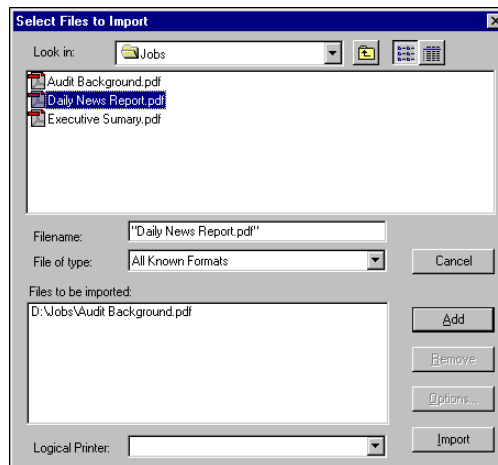 Select Files to Import
Look in: Jobs
Audit Background.pdf
Daily News Report.pdf
Executive Sumary.pdf
Filename: "Daily News Report.pdf"
File of type: All Known Formats Cancel
Files to be imported:
D:\Jobs\Audit Background.pdf
Add
Remove
Options...
Logical Printer: Import